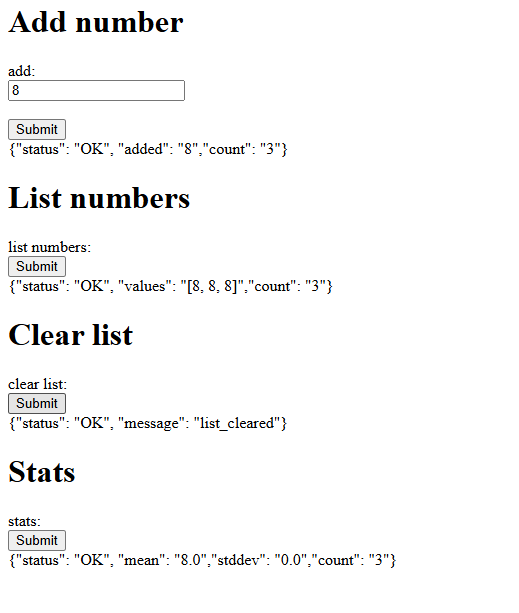 Add number
add:
8
Submit
{"status": "OK", "added": "8","count": "3"}
List numbers
list numbers:
Submit
{"status": "OK", "values": "[8, 8, 8]","count": "3"}
Clear list
clear list:
Submit
{"status": "OK", "message": "list_cleared"}
Stats
stats:
Submit
{"status": "OK", "mean": "8.0","stddev": "0.0","count": "3"}